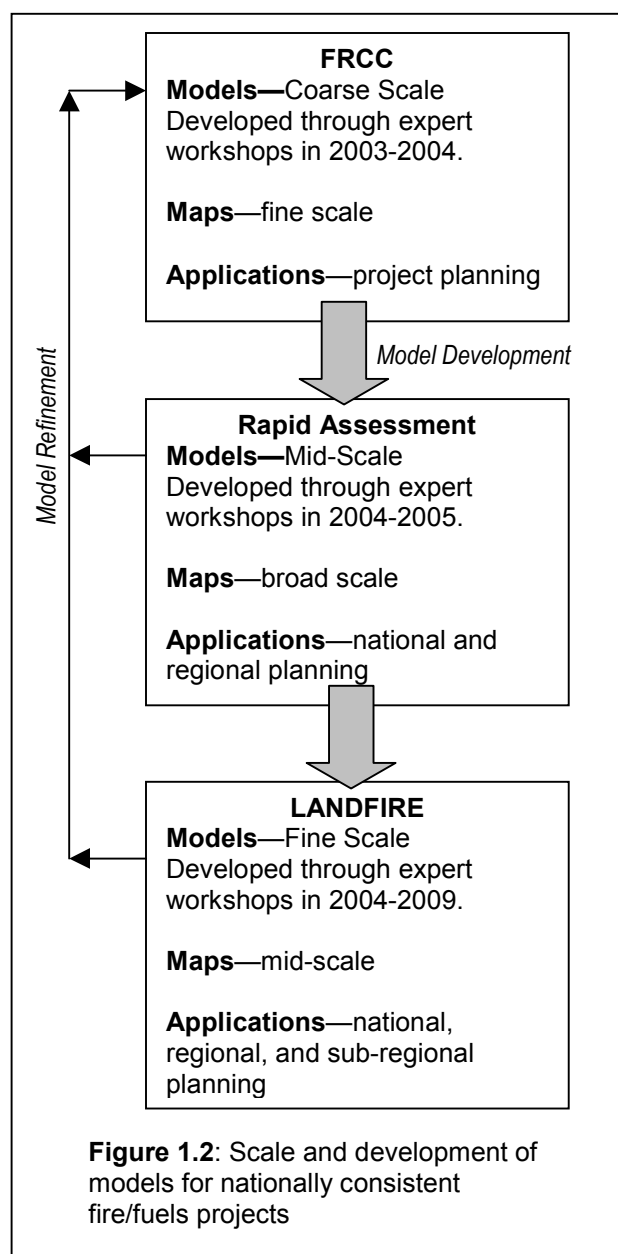 FRCC
Models—Coarse Scale
Developed through expert
workshops in 2003-2004.
Maps—fine scale
Applications—project planning
Model Development
Model Refinement
Rapid Assessment
Models—Mid-Scale
Developed through expert
workshops in 2004-2005.
Maps—broad scale
Applications—national and
regional planning
LANDFIRE
Models—Fine Scale
Developed through expert
workshops in 2004-2009.
Maps—mid-scale
Applications—national,
regional, and sub-regional
planning
Figure 1.2: Scale and development of
models for nationally consistent
fire/fuels projects